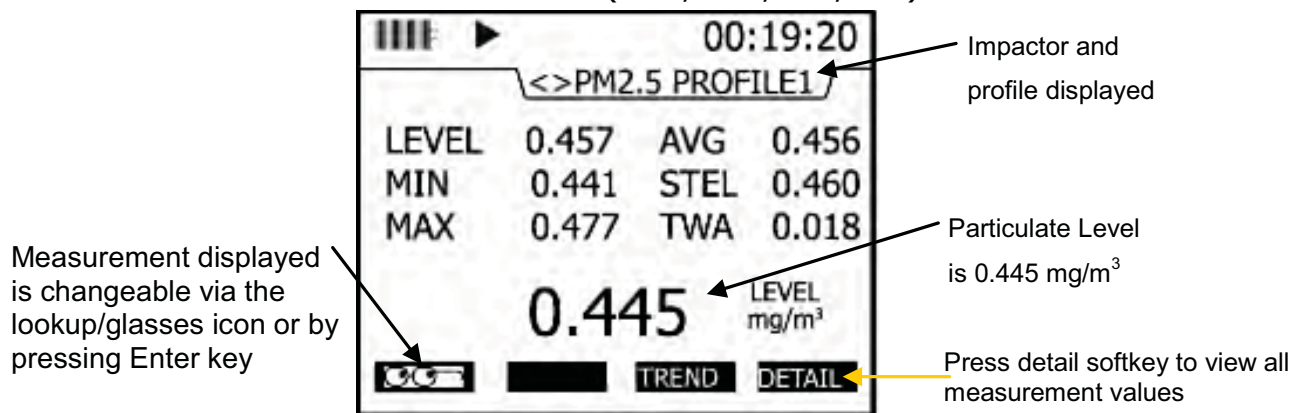 00:19:20
<>PM2.5 PROFILE1
LEVEL 0.457 AVG 0.456
MIN 0.441 STEL 0.460
MAX 0.477 TWA 0.018
0.445 LEVEL
mg/m³
TREND DETAIL
Impactor and
profile displayed
Particulate Level
is 0.445 mg/m³
Measurement displayed
is changeable via the
lookup/glasses icon or by
pressing Enter key
Press detail softkey to view all
measurement values